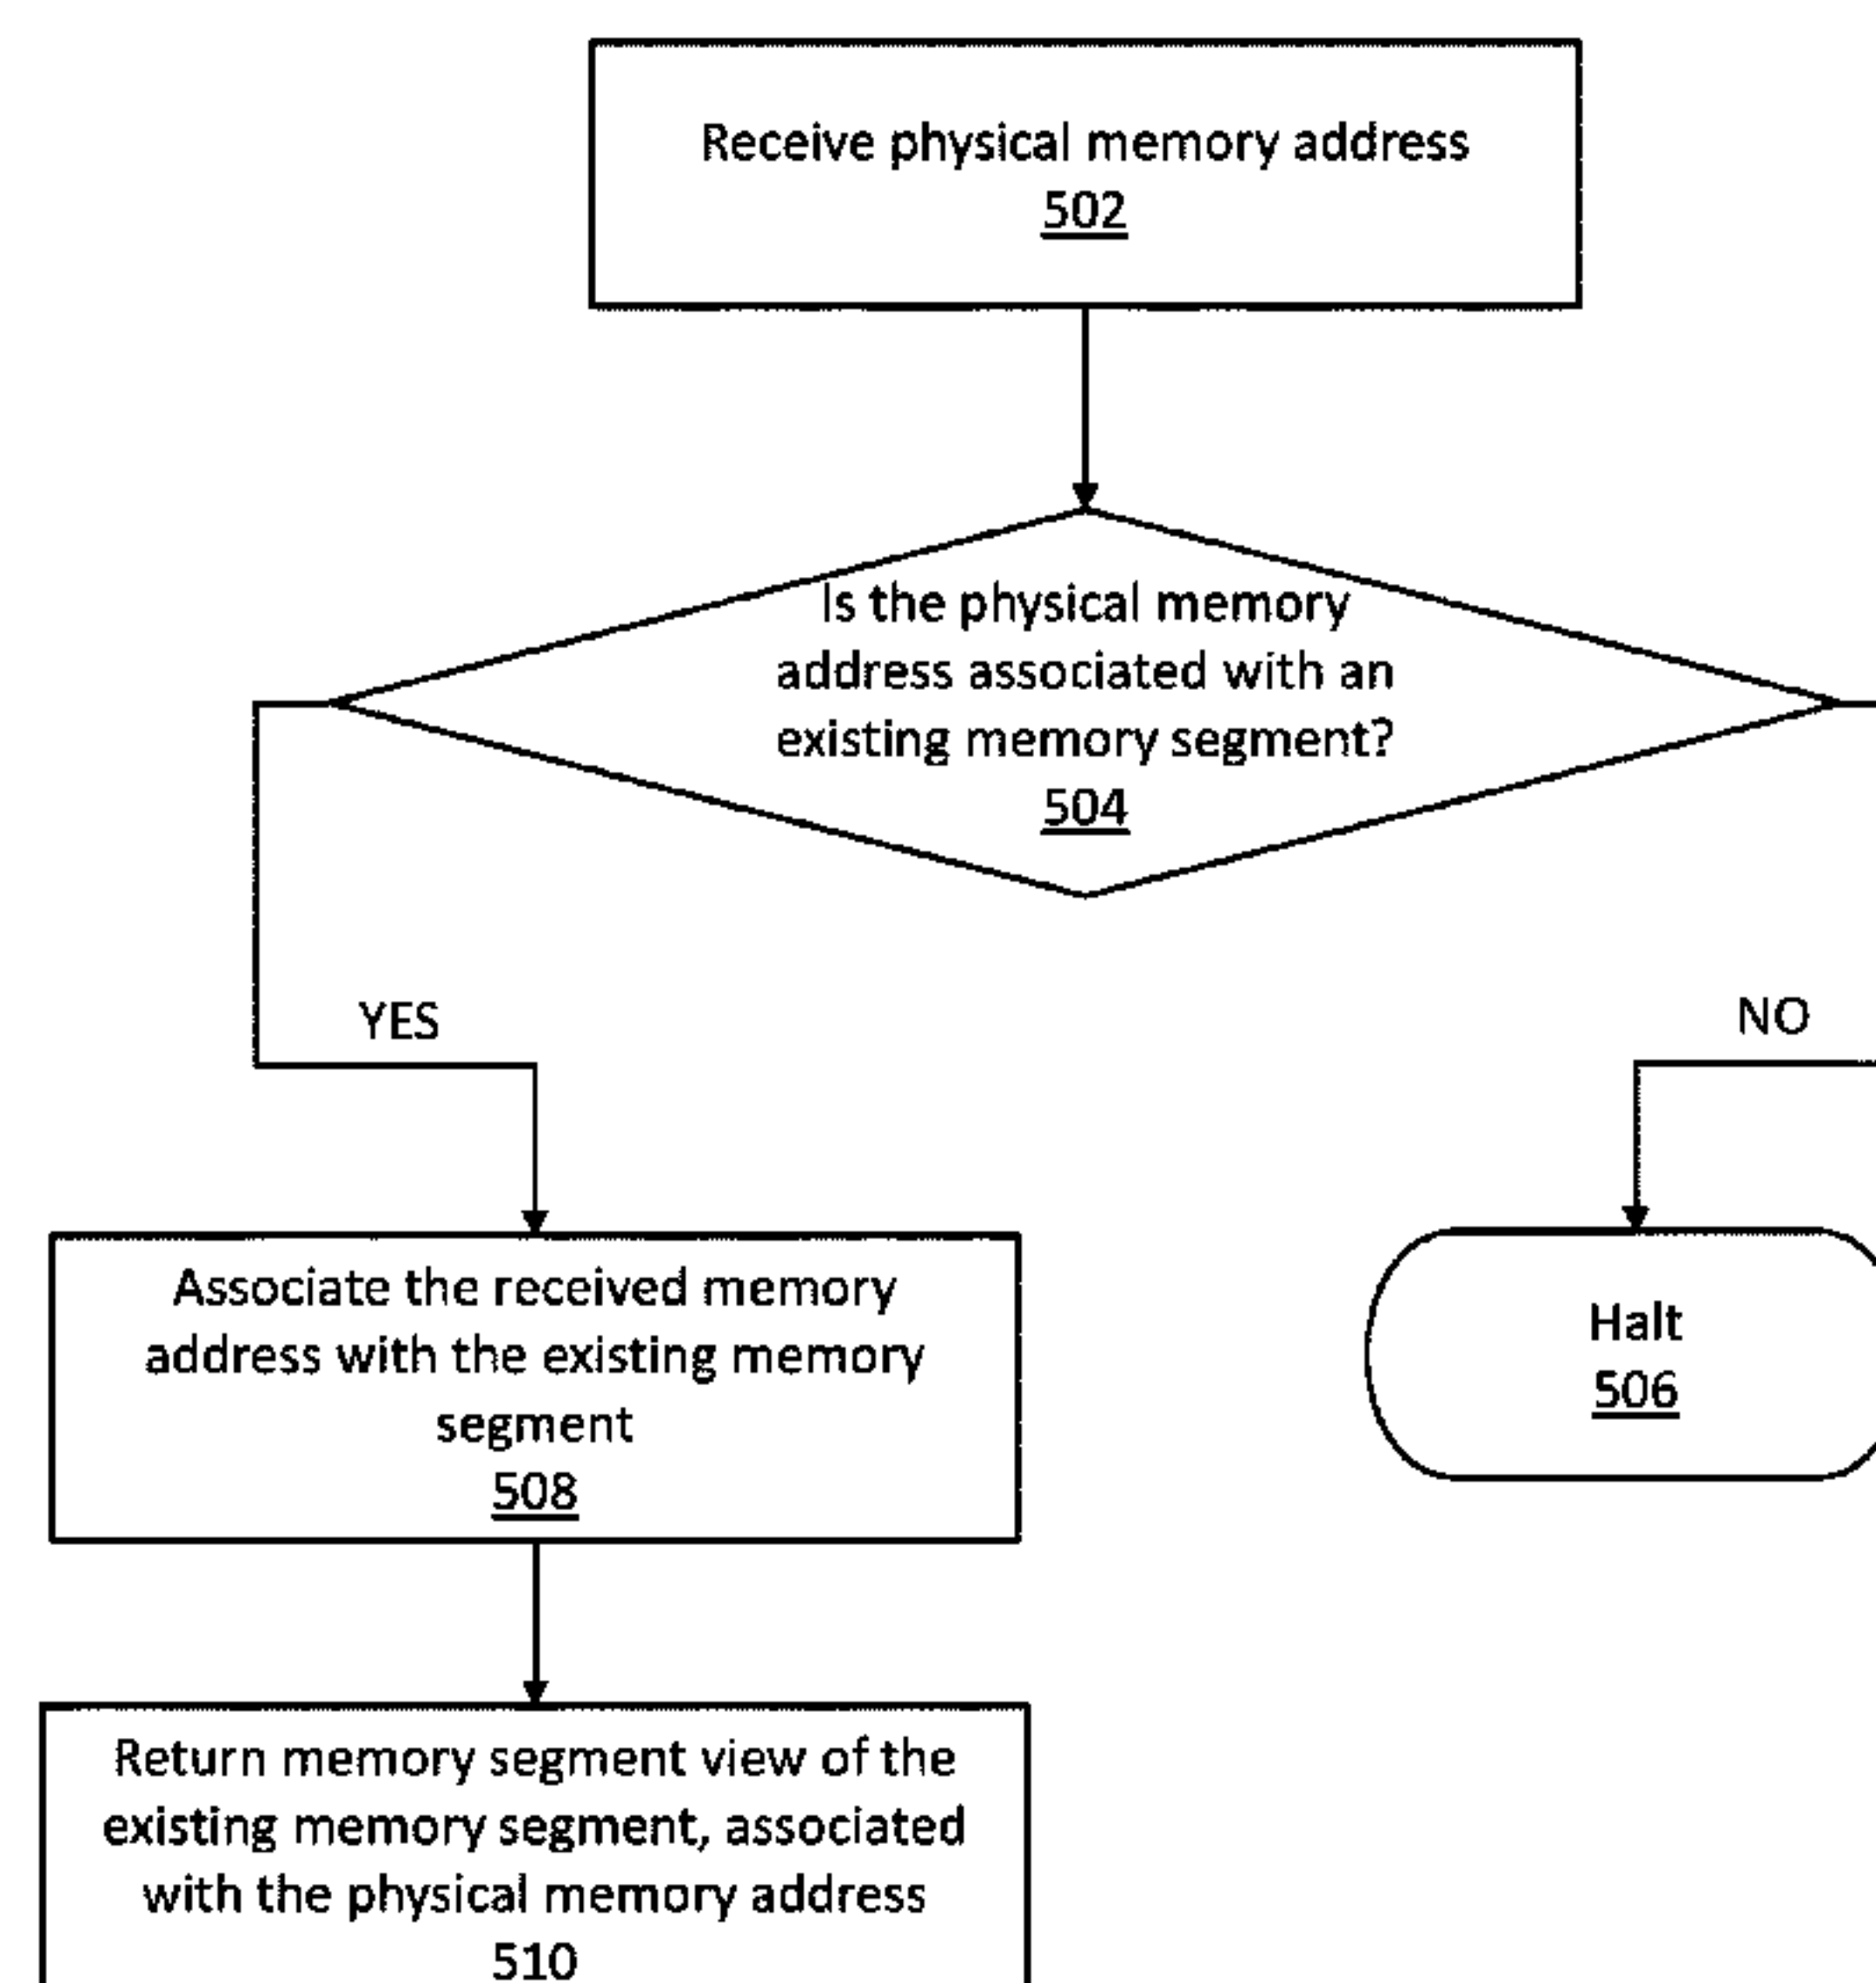 Receive physical memory address
502
Is the physical memory
address associated with an
existing memory segment?
504
YES
NO
Associate the received memory
address with the existing memory
segment
508
Halt
506
Return memory segment view of the
existing memory segment, associated
with the physical memory address
510